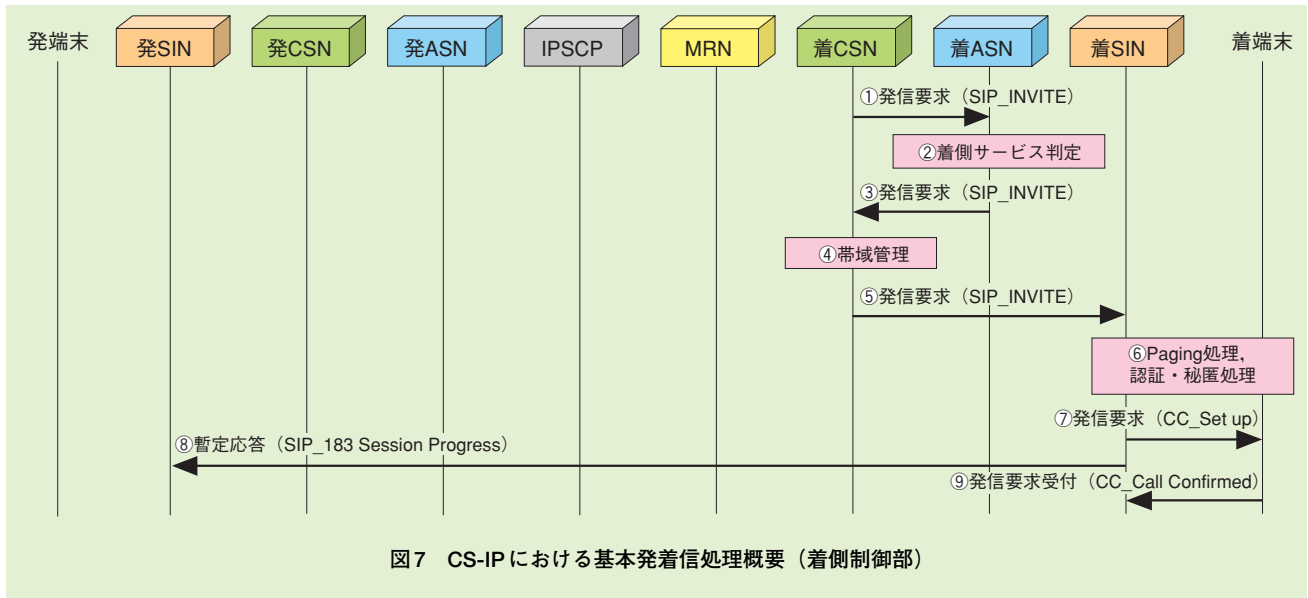 発端末
発SIN
発CSN
発ASN
IPSCP
MRN
着CSN
着ASN
着SIN
着端末
①発信要求（SIP_INVITE）
②着側サービス判定
③発信要求（SIP_INVITE）
④帯域管理
⑤発信要求（SIP_INVITE）
⑥Paging処理，
認証・秘匿処理
⑦発信要求（CC_Set up）
⑧暫定応答（SIP_183 Session Progress）
⑨発信要求受付（CC_Call Confirmed）
図7　CS-IPにおける基本発着信処理概要（着側制御部）